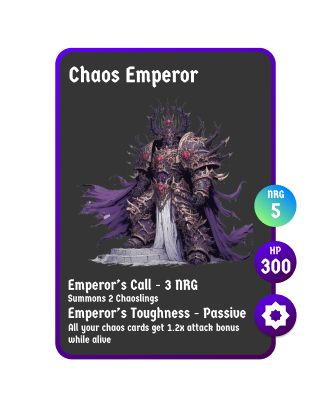 Chaos Emperor
NRG
5
HP
300
Emperor's Call - 3 NRG
Summons 2 Chaoslings
Emperor's Toughness - Passive
All your chaos cards get 1.2x attack bonus
while alive